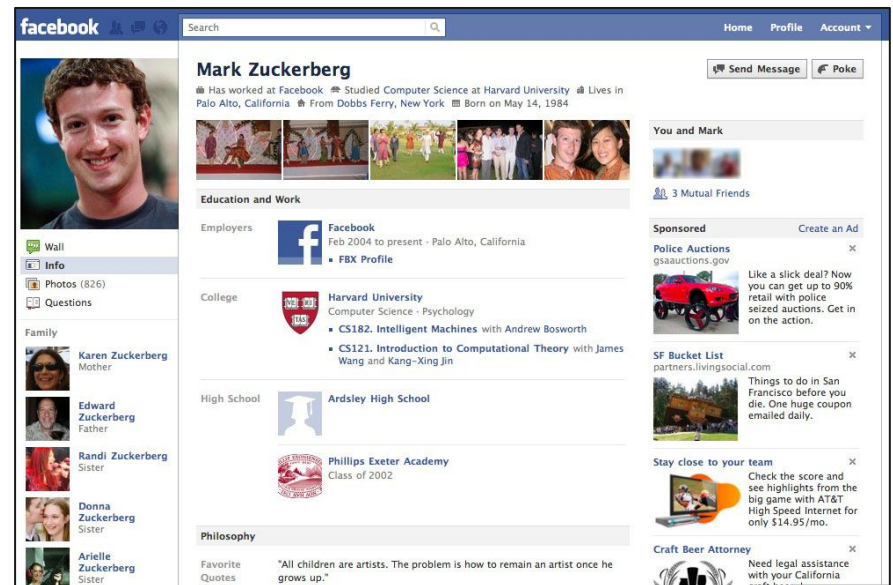 facebook
Search
Home Profile Account
Mark Zuckerberg
Has worked at Facebook Studied Computer Science at Harvard University Lives in
Palo Alto, California From Dobbs Ferry, New York Born on May 14, 1984
Send Message Poke
Wall
Info
Photos (826)
Questions
Family
Karen Zuckerberg
Mother
Edward
Zuckerberg
Father
Randi Zuckerberg
Sister
Donna
Zuckerberg
Sister
Arielle
Zuckerberg
Sister
Education and Work
Employers
Facebook
Feb 2004 to present · Palo Alto, California
▪ FBX Profile
College
Harvard University
Computer Science · Psychology
▪ CS182. Intelligent Machines with Andrew Bosworth
▪ CS121. Introduction to Computational Theory with James
Wang and Kang-Xing Jin
High School
Ardsley High School
Phillips Exeter Academy
Class of 2002
Philosophy
Favorite
Quotes
"All children are artists. The problem is how to remain an artist once he
grows up."
You and Mark
3 Mutual Friends
Sponsored Create an Ad
Police Auctions
gsaauctions.gov
Like a slick deal? Now
you can get up to 90%
retail with police
seized auctions. Get in
on the action.
SF Bucket List
partners.livingsocial.com
Things to do in San
Francisco before you
die. One huge coupon
emailed daily.
Stay close to your team
Check the score and
see highlights from the
big game with AT&T
High Speed Internet for
only $14.95/mo.
Craft Beer Attorney
Need legal assistance
with your California